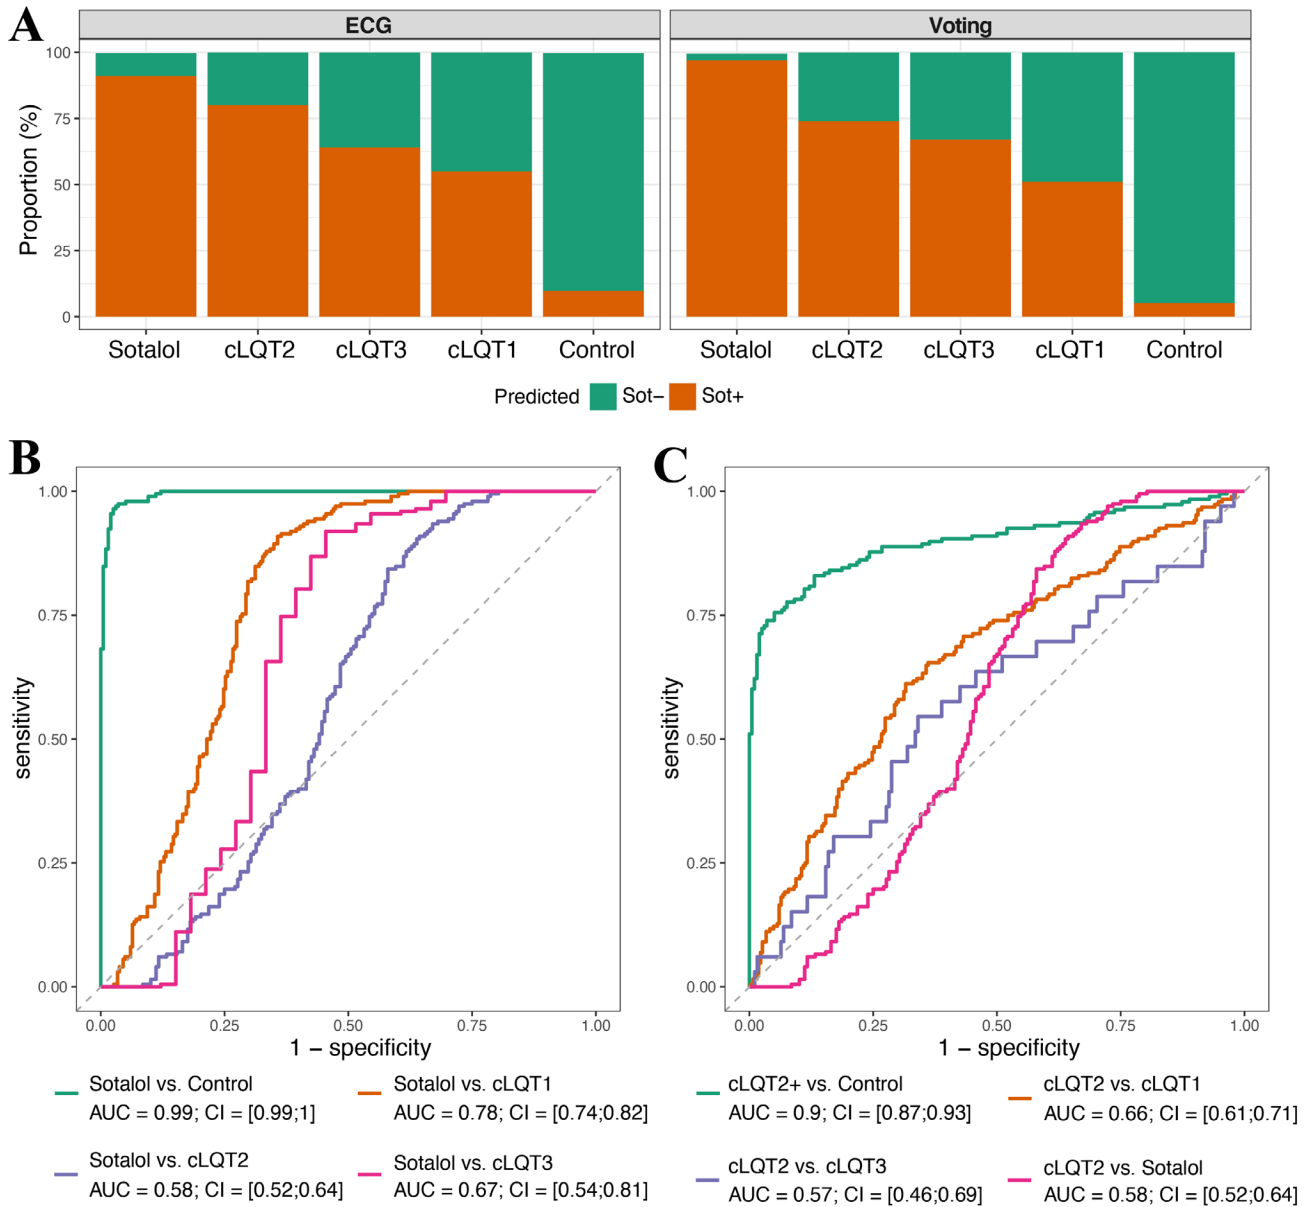 A
ECG
Voting
Proportion (%)
100
75
50
25
0
Sotalol cLQT2 cLQT3 cLQT1 Control
Sotalol cLQT2 cLQT3 cLQT1 Control
Predicted Sot− Sot+
B
sensitivity
1.00
0.75
0.50
0.25
0.00
0.00 0.25 0.50 0.75 1.00
1 − specificity
Sotalol vs. Control
AUC = 0.99; CI = [0.99;1]
Sotalol vs. cLQT1
AUC = 0.78; CI = [0.74;0.82]
Sotalol vs. cLQT2
AUC = 0.58; CI = [0.52;0.64]
Sotalol vs. cLQT3
AUC = 0.67; CI = [0.54;0.81]
C
sensitivity
1.00
0.75
0.50
0.25
0.00
0.00 0.25 0.50 0.75 1.00
1 − specificity
cLQT2+ vs. Control
AUC = 0.9; CI = [0.87;0.93]
cLQT2 vs. cLQT1
AUC = 0.66; CI = [0.61;0.71]
cLQT2 vs. cLQT3
AUC = 0.57; CI = [0.46;0.69]
cLQT2 vs. Sotalol
AUC = 0.58; CI = [0.52;0.64]